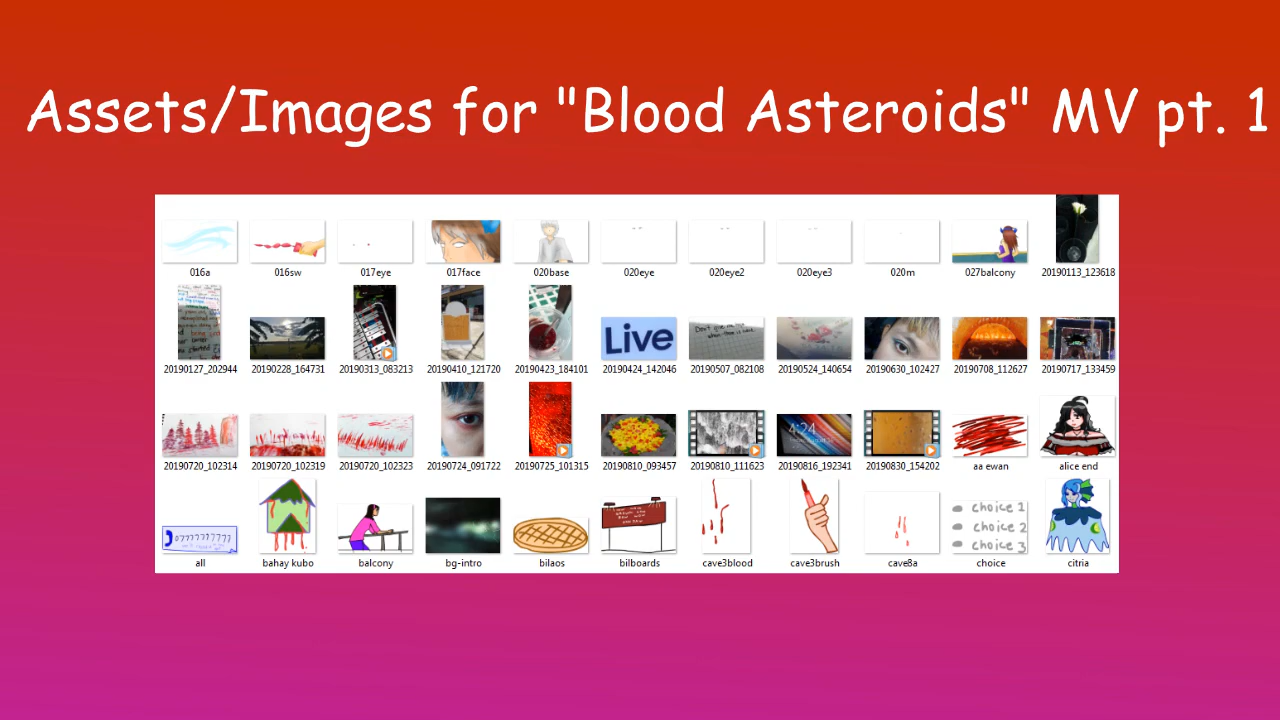 Assets/Images for "Blood Asteroids" MV pt. 1
016a 016sw 017eye 017face 020base 020eye 020eye2 020eye3 020m 027balcony 20190113_123618
Live
Don't give me
20190127_202944 20190228_164731 20190313_083213 20190410_121720 20190423_184101 20190424_142046 20190507_082108 20190524_140654 20190630_102427 20190708_112627 20190717_133459
4:24
20190720_102314 20190720_102319 20190720_102323 20190724_091722 20190725_101315 20190810_093457 20190810_111623 20190816_192341 20190830_154202 aa ewan alice end
choice 1
choice 2
choice 3
all bahay kubo balcony bg-intro bilaos bilboards cave3blood cave3brush cave8a choice citria